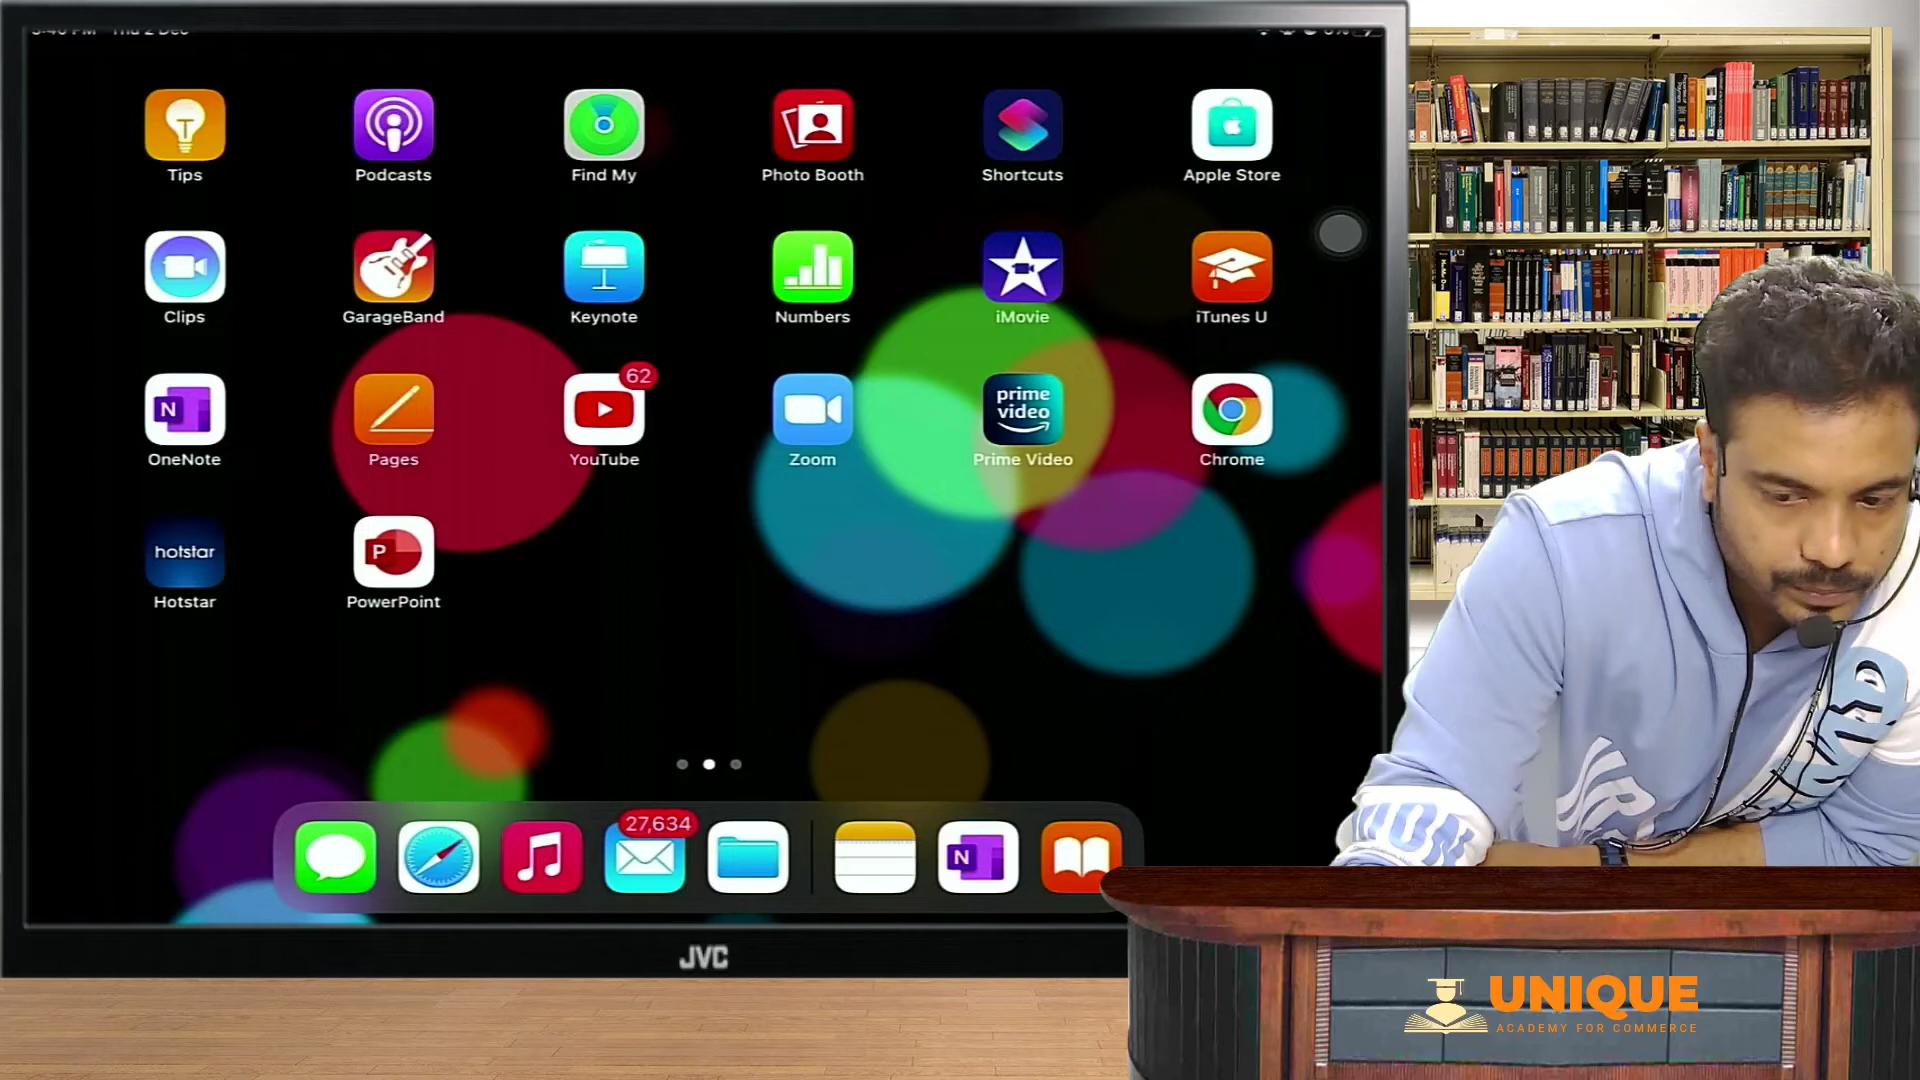 Tips
Podcasts
Find My
Photo Booth
Shortcuts
Apple Store
Clips
GarageBand
Keynote
Numbers
iMovie
iTunes U
62
N
prime
video
OneNote
Pages
YouTube
Zoom
Prime Video
Chrome
hotstar
P
Hotstar
PowerPoint
27,634
N
JVC
UNIQUE
ACADEMY FOR COMMERCE